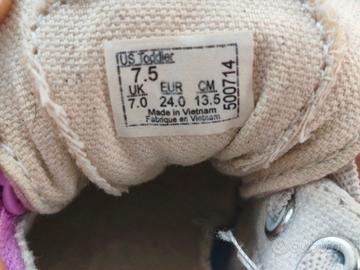 US Toddler
7.5
UK EUR CM
7.0 24.0 13.5
Made in Vietnam
Fabrique en Vietnam
500714